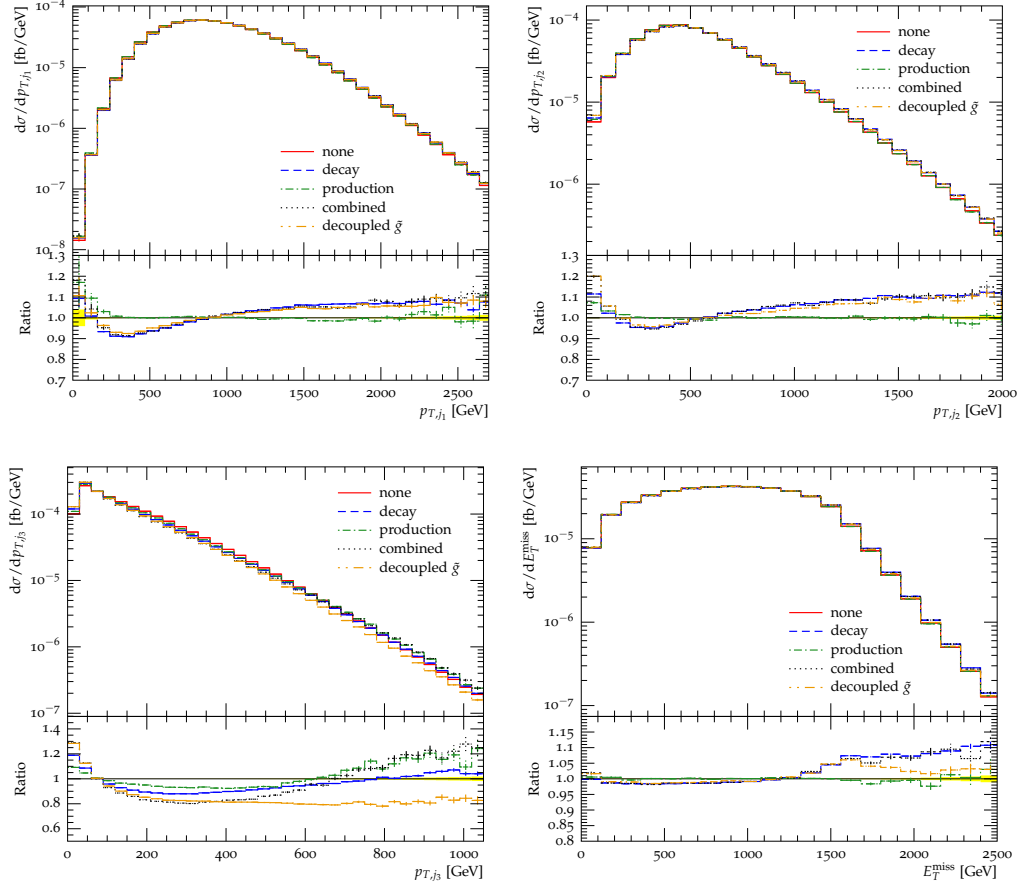 none
decay
production
combined
decoupled g̃
10⁻⁸
10⁻⁷
10⁻⁶
10⁻⁵
10⁻⁴
dσ/dp_T,j₁ [fb/GeV]
0 500 1000 1500 2000 2500
0.7
0.8
0.9
1.0
1.1
1.2
1.3
p_T,j₁ [GeV]
Ratio
none
decay
production
combined
decoupled g̃
10⁻⁶
10⁻⁵
10⁻⁴
dσ/dp_T,j₂ [fb/GeV]
0 500 1000 1500 2000
0.7
0.8
0.9
1.0
1.1
1.2
1.3
p_T,j₂ [GeV]
Ratio
none
decay
production
combined
decoupled g̃
10⁻⁷
10⁻⁶
10⁻⁵
10⁻⁴
dσ/dp_T,j₃ [fb/GeV]
0 200 400 600 800 1000
0.6
0.8
1
1.2
1.4
p_T,j₃ [GeV]
Ratio
none
decay
production
combined
decoupled g̃
10⁻⁷
10⁻⁶
10⁻⁵
dσ/dE_T^miss [fb/GeV]
0 500 1000 1500 2000 2500
0.8
0.85
0.90
0.95
1.00
1.05
1.10
1.15
E_T^miss [GeV]
Ratio